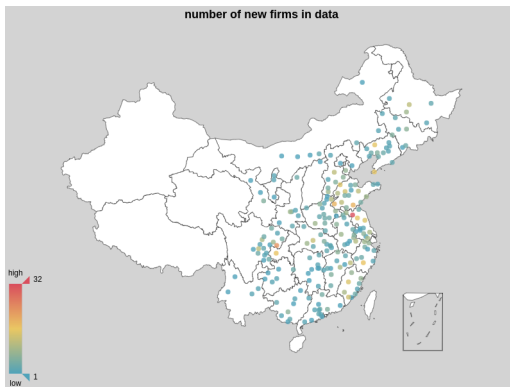 number of new firms in data
high
32
1
low